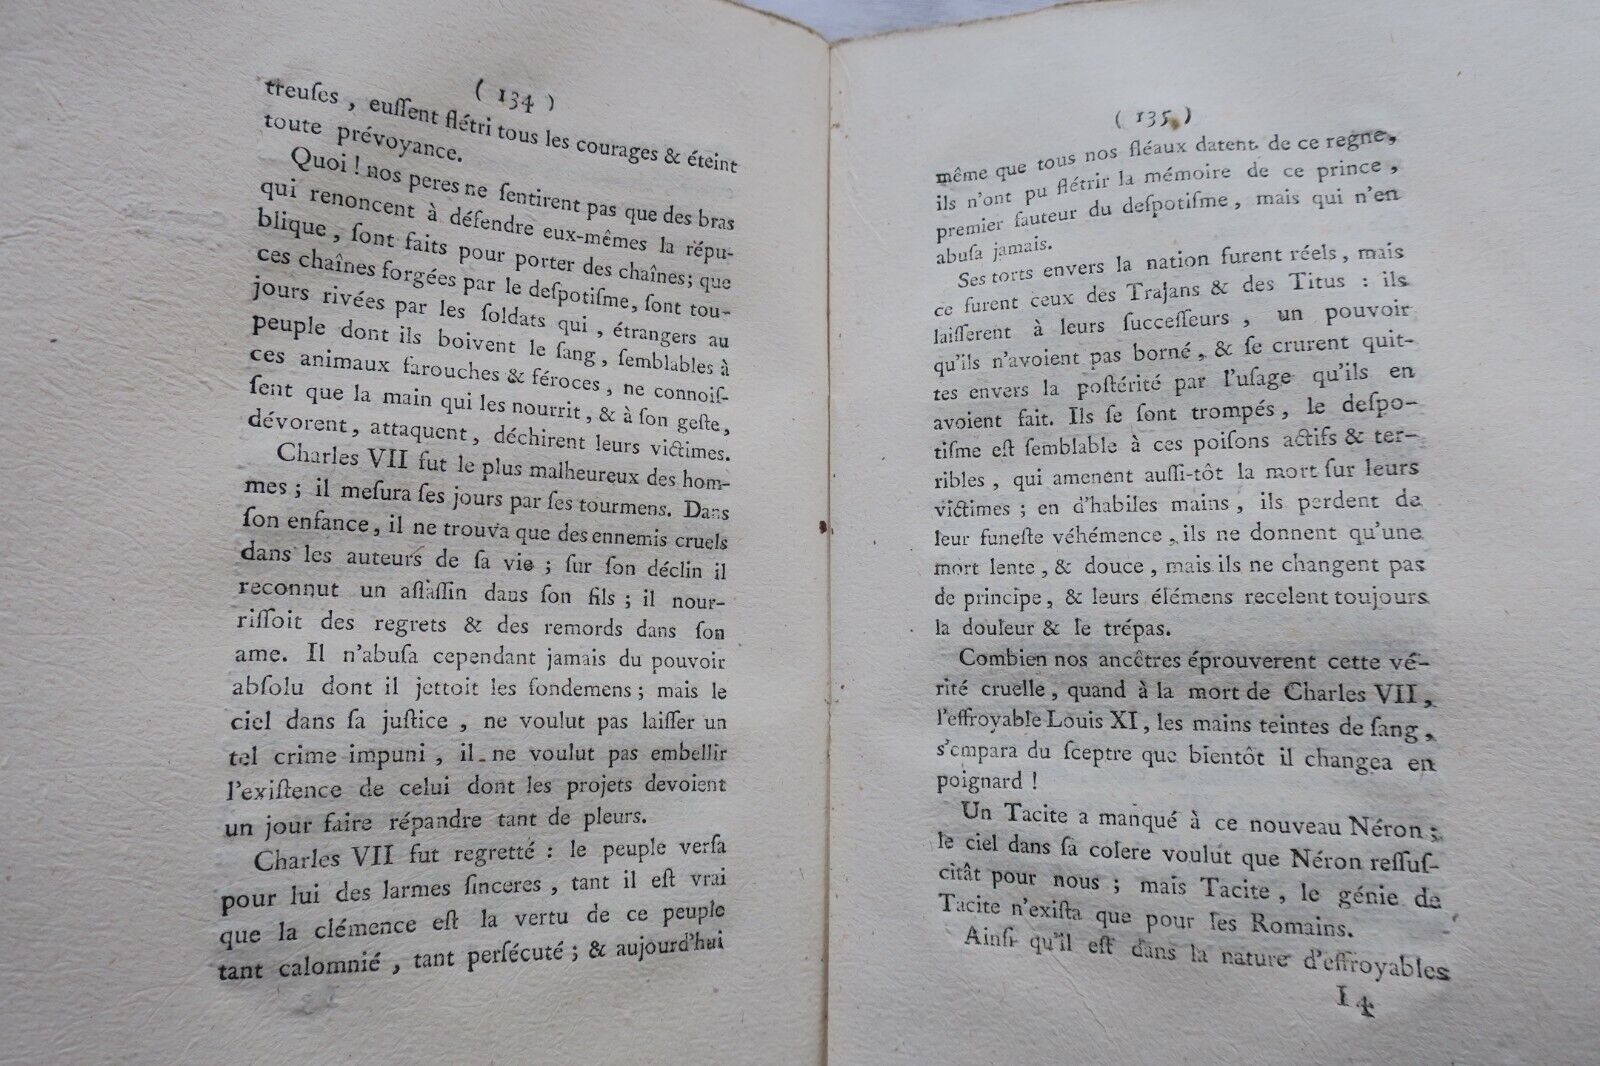 ( 134 )
treuſes, euſſent flétri tous les courages & éteint
toute prévoyance.
Quoi ! nos peres ne ſentirent pas que des bras
qui renoncent à défendre eux-mêmes la répu-
blique, ſont faits pour porter des chaînes; que
ces chaînes forgées par le deſpotiſme, ſont tou-
jours rivées par les ſoldats qui, étrangers au
peuple dont ils boivent le ſang, ſemblables à
ces animaux farouches & féroces, ne connoiſ-
ſent que la main qui les nourrit, & à ſon geſte,
dévorent, attaquent, déchirent leurs victimes.
Charles VII fut le plus malheureux des hom-
mes ; il meſura ſes jours par ſes tourmens. Dans
ſon enfance, il ne trouva que des ennemis cruels
dans les auteurs de ſa vie ; ſur ſon déclin il
reconnut un aſſaſſin dans ſon fils ; il nour-
riſſoit des regrets & des remords dans ſon
ame. Il n'abuſa cependant jamais du pouvoir
abſolu dont il jettoit les fondemens ; mais le
ciel dans ſa juſtice, ne voulut pas laiſſer un
tel crime impuni, il ne voulut pas embellir
l'exiſtence de celui dont les projets devoient
un jour faire répandre tant de pleurs.
Charles VII fut regretté : le peuple verſa
pour lui des larmes ſinceres, tant il eſt vrai
que la clémence eſt la vertu de ce peuple
tant calomnié, tant perſécuté ; & aujourd'hui
( 135 )
même que tous nos fléaux datent de ce regne,
ils n'ont pu flétrir la mémoire de ce prince,
premier fauteur du deſpotiſme, mais qui n'en
abuſa jamais.
Ses torts envers la nation furent réels, mais
ce furent ceux des Trajans & des Titus : ils
laiſſerent à leurs ſucceſſeurs, un pouvoir
qu'ils n'avoient pas borné, & ſe crurent quit-
tes envers la poſtérité par l'uſage qu'ils en
avoient fait. Ils ſe ſont trompés, le deſpo-
tiſme eſt ſemblable à ces poiſons actifs & ter-
ribles, qui amenent auſſi-tôt la mort ſur leurs
victimes ; en d'habiles mains, ils perdent de
leur funeſte véhémence, ils ne donnent qu'une
mort lente, & douce, mais ils ne changent pas
de principe, & leurs élémens recelent toujours
la douleur & le trépas.
Combien nos ancêtres éprouverent cette vé-
rité cruelle, quand à la mort de Charles VII,
l'effroyable Louis XI, les mains teintes de ſang,
s'empara du ſceptre que bientôt il changea en
poignard !
Un Tacite a manqué à ce nouveau Néron ;
le ciel dans ſa colere voulut que Néron reſſuſ-
citât pour nous ; mais Tacite, le génie de
Tacite n'exiſta que pour les Romains.
Ainſi qu'il eſt dans la nature d'effroyables
I 4